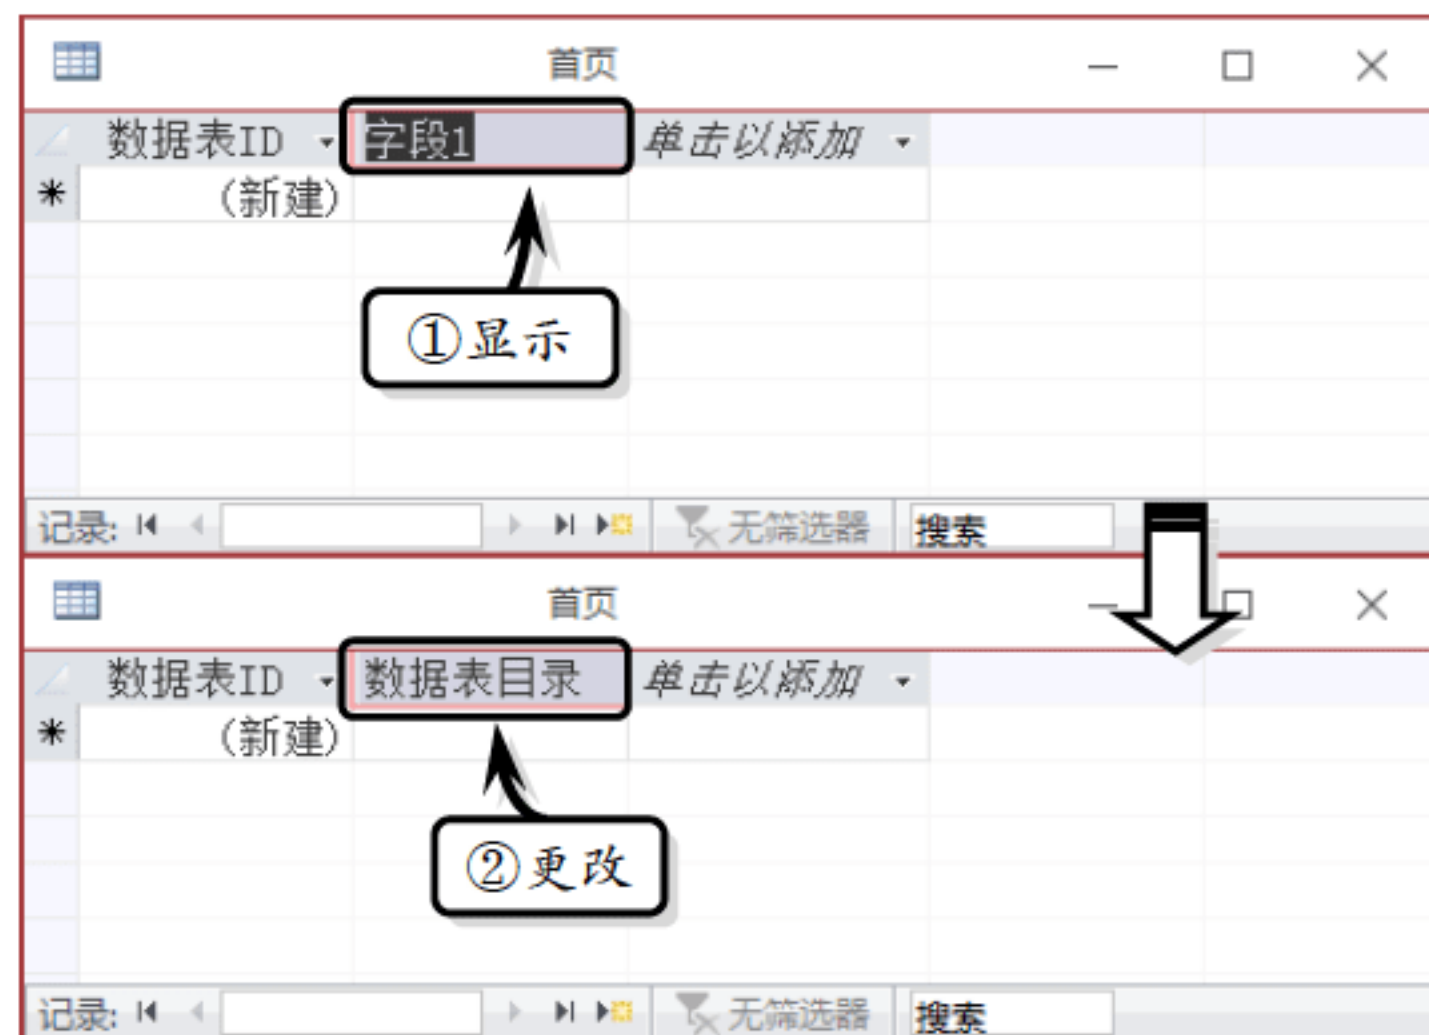 首页
数据表ID 字段1 单击以添加
(新建)
①显示
记录: 无筛选器 搜索
首页
数据表ID 数据表目录 单击以添加
(新建)
②更改
记录: 无筛选器 搜索